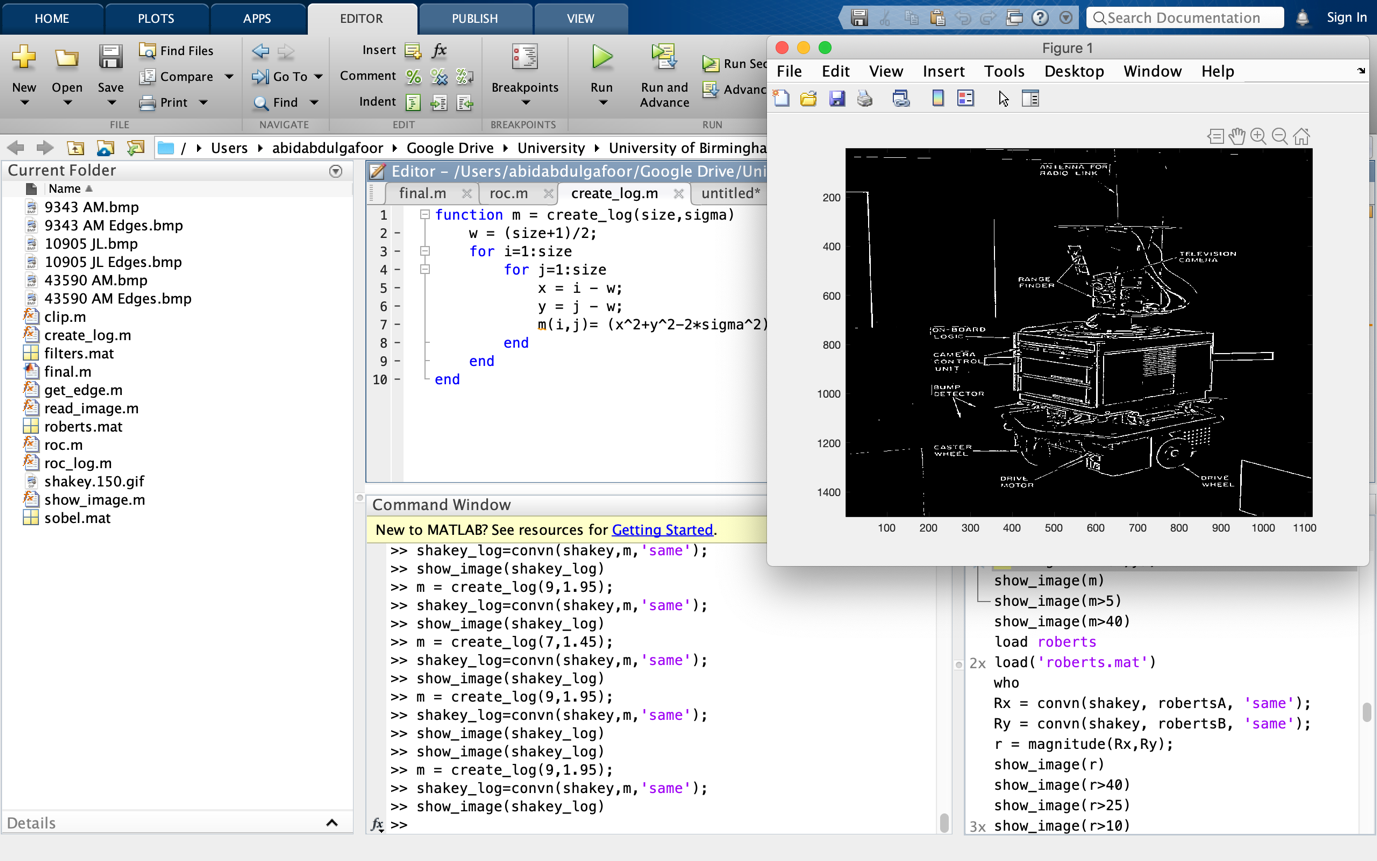 HOME PLOTS APPS EDITOR PUBLISH VIEW
Search Documentation
Sign In
New
Open
Save
Find Files
Compare
Print
FILE
Go To
Find
NAVIGATE
Insert fx
Comment
Indent
EDIT
Breakpoints
BREAKPOINTS
Run
Run and
Advance
Run Sec
Advanc
RUN
/ Users abidabdulgafoor Google Drive University University of Birmingha
Current Folder
Name
9343 AM.bmp
9343 AM Edges.bmp
10905 JL.bmp
10905 JL Edges.bmp
43590 AM.bmp
43590 AM Edges.bmp
clip.m
create_log.m
filters.mat
final.m
get_edge.m
read_image.m
roberts.mat
roc.m
roc_log.m
shakey.150.gif
show_image.m
sobel.mat
Details
Editor - /Users/abidabdulgafoor/Google Drive/Uni
final.m roc.m create_log.m untitled*
1 function m = create_log(size,sigma)
2 - w = (size+1)/2;
3 - for i=1:size
4 - for j=1:size
5 - x = i - w;
6 - y = j - w;
7 - m(i,j)= (x^2+y^2-2*sigma^2)
8 - end
9 - end
10 - end
Command Window
New to MATLAB? See resources for Getting Started.
>> shakey_log=convn(shakey,m,'same');
>> show_image(shakey_log)
>> m = create_log(9,1.95);
>> shakey_log=convn(shakey,m,'same');
>> show_image(shakey_log)
>> m = create_log(7,1.45);
>> shakey_log=convn(shakey,m,'same');
>> show_image(shakey_log)
>> m = create_log(9,1.95);
>> shakey_log=convn(shakey,m,'same');
>> show_image(shakey_log)
>> show_image(shakey_log)
>> m = create_log(9,1.95);
>> shakey_log=convn(shakey,m,'same');
>> show_image(shakey_log)
fx >>
Figure 1
File Edit View Insert Tools Desktop Window Help
200
400
600
800
1000
1200
1400
100 200 300 400 500 600 700 800 900 1000 1100
ANTENNA FOR
RADIO LINK
TELEVISION
CAMERA
RANGE
FINDER
ON-BOARD
LOGIC
CAMERA
CONTROL
UNIT
BUMP
DETECTOR
CASTER
WHEEL
DRIVE
MOTOR
DRIVE
WHEEL
show_image(m)
show_image(m>5)
show_image(m>40)
load roberts
2x load('roberts.mat')
who
Rx = convn(shakey, robertsA, 'same');
Ry = convn(shakey, robertsB, 'same');
r = magnitude(Rx,Ry);
show_image(r)
show_image(r>40)
show_image(r>25)
3x show_image(r>10)